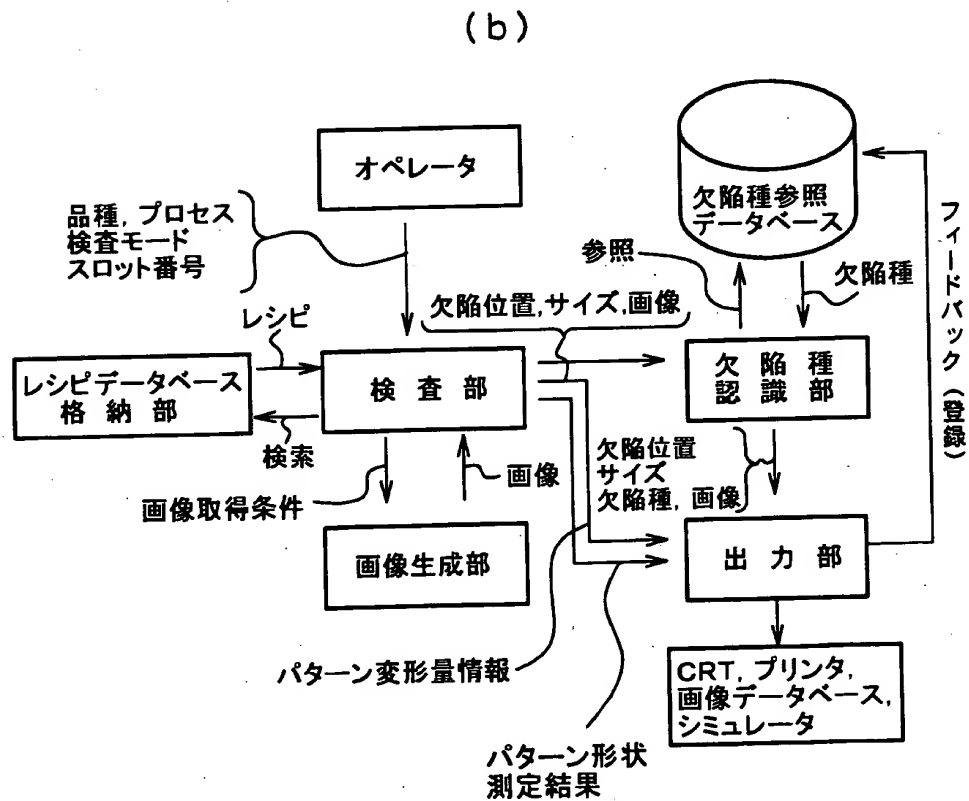 (b)
オペレータ
品種, プロセス
検査モード
スロット番号
欠陥種参照
データベース
参照
欠陥種
フィードバック(登録)
レシピ
欠陥位置,サイズ,画像
レシピデータベース
格納部
検査部
欠陥種
認識部
検索
画像
画像取得条件
欠陥位置
サイズ
欠陥種, 画像
画像生成部
出力部
パターン変形量情報
CRT, プリンタ,
画像データベース,
シミュレータ
パターン形状
測定結果